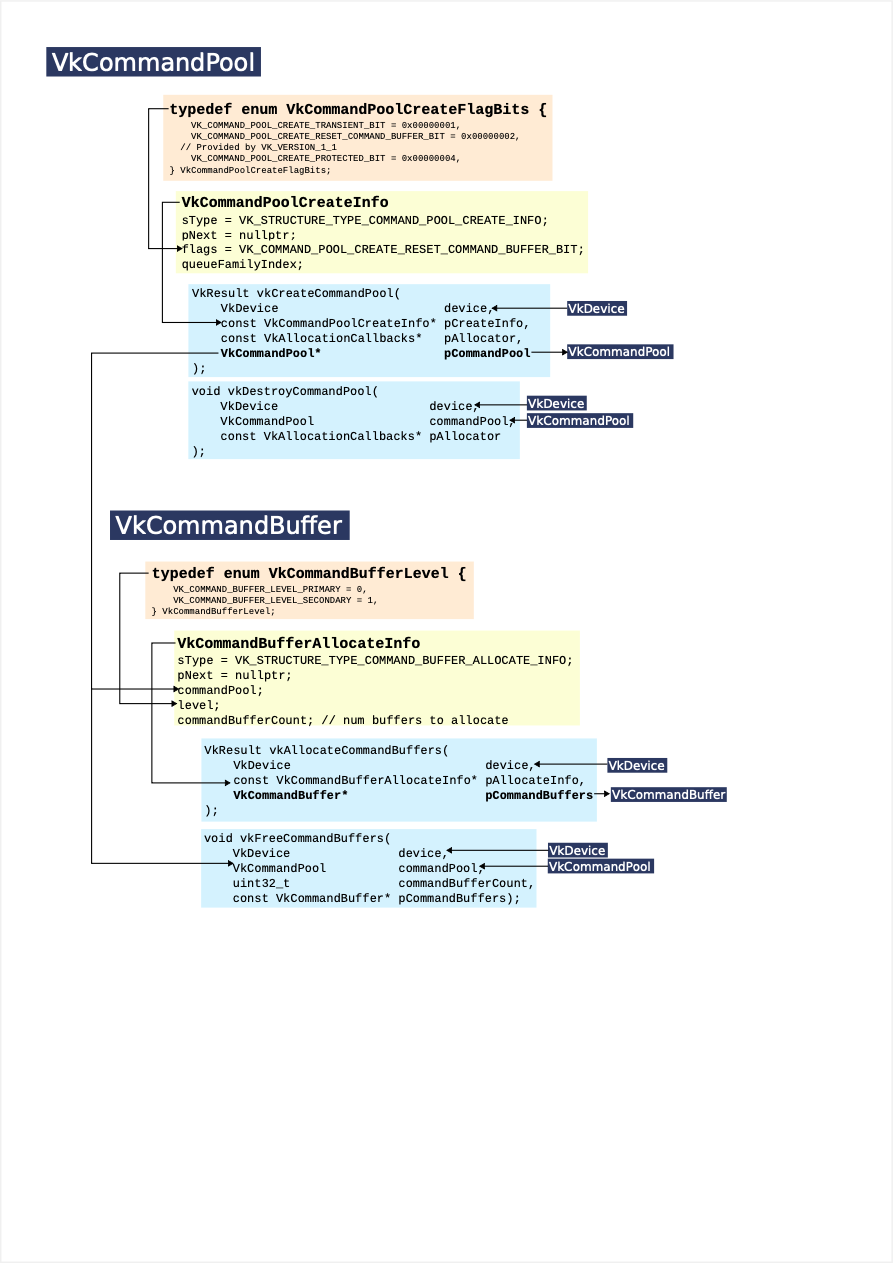 VkCommandPool
typedef enum VkCommandPoolCreateFlagBits {
VK_COMMAND_POOL_CREATE_TRANSIENT_BIT = 0x00000001,
VK_COMMAND_POOL_CREATE_RESET_COMMAND_BUFFER_BIT = 0x00000002,
// Provided by VK_VERSION_1_1
VK_COMMAND_POOL_CREATE_PROTECTED_BIT = 0x00000004,
} VkCommandPoolCreateFlagBits;
VkCommandPoolCreateInfo
sType = VK_STRUCTURE_TYPE_COMMAND_POOL_CREATE_INFO;
pNext = nullptr;
flags = VK_COMMAND_POOL_CREATE_RESET_COMMAND_BUFFER_BIT;
queueFamilyIndex;
VkResult vkCreateCommandPool(
VkDevice device, VkDevice
const VkCommandPoolCreateInfo* pCreateInfo,
const VkAllocationCallbacks* pAllocator,
VkCommandPool* pCommandPool VkCommandPool
);
void vkDestroyCommandPool(
VkDevice device, VkDevice
VkCommandPool commandPool, VkCommandPool
const VkAllocationCallbacks* pAllocator
);
VkCommandBuffer
typedef enum VkCommandBufferLevel {
VK_COMMAND_BUFFER_LEVEL_PRIMARY = 0,
VK_COMMAND_BUFFER_LEVEL_SECONDARY = 1,
} VkCommandBufferLevel;
VkCommandBufferAllocateInfo
sType = VK_STRUCTURE_TYPE_COMMAND_BUFFER_ALLOCATE_INFO;
pNext = nullptr;
commandPool;
level;
commandBufferCount; // num buffers to allocate
VkResult vkAllocateCommandBuffers(
VkDevice device, VkDevice
const VkCommandBufferAllocateInfo* pAllocateInfo,
VkCommandBuffer* pCommandBuffers VkCommandBuffer
);
void vkFreeCommandBuffers(
VkDevice device, VkDevice
VkCommandPool commandPool, VkCommandPool
uint32_t commandBufferCount,
const VkCommandBuffer* pCommandBuffers);